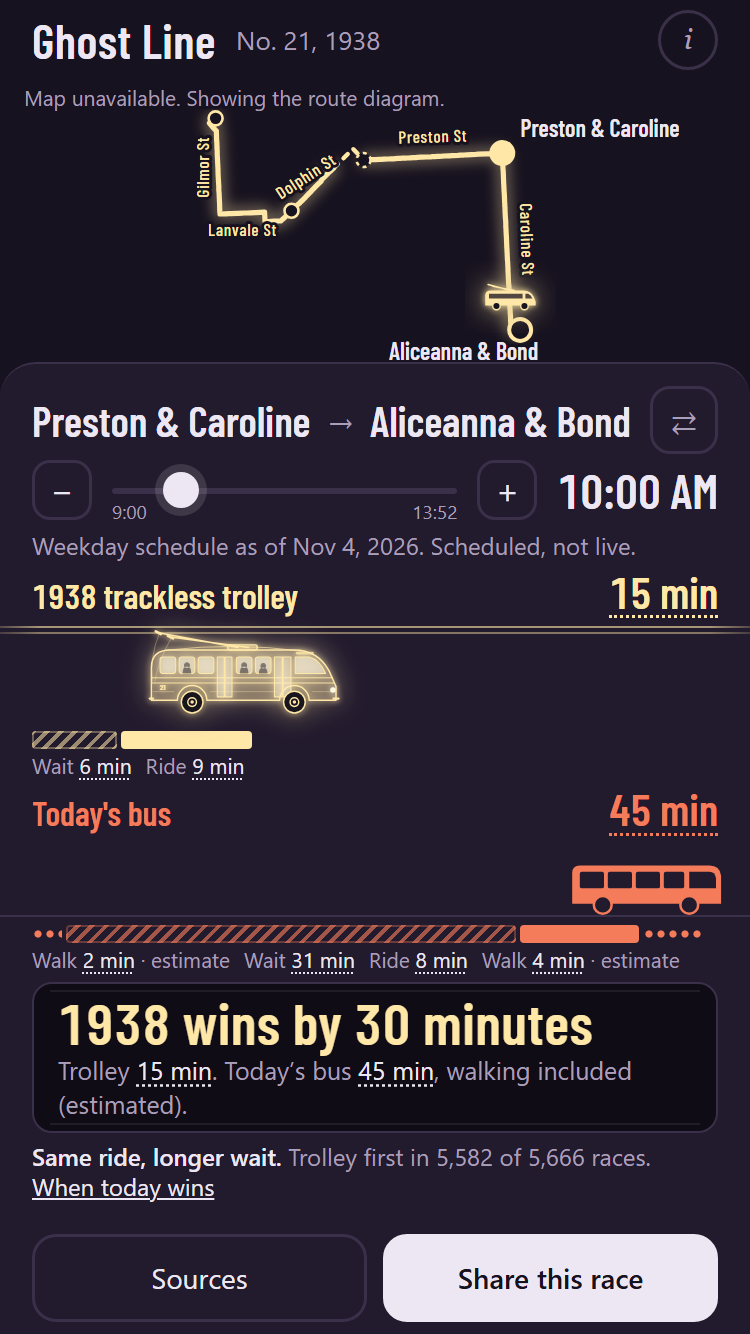 Ghost Line No. 21, 1938 i
Map unavailable. Showing the route diagram.
Preston & Caroline
Preston St
Gilmor St
Dolphin St
Lanvale St
Caroline St
Aliceanna & Bond
Preston & Caroline → Aliceanna & Bond ⇄
− + 10:00 AM
9:00 13:52
Weekday schedule as of Nov 4, 2026. Scheduled, not live.
1938 trackless trolley 15 min
21
Wait 6 min Ride 9 min
Today's bus 45 min
Walk 2 min · estimate Wait 31 min Ride 8 min Walk 4 min · estimate
1938 wins by 30 minutes
Trolley 15 min. Today’s bus 45 min, walking included
(estimated).
Same ride, longer wait. Trolley first in 5,582 of 5,666 races.
When today wins
Sources Share this race